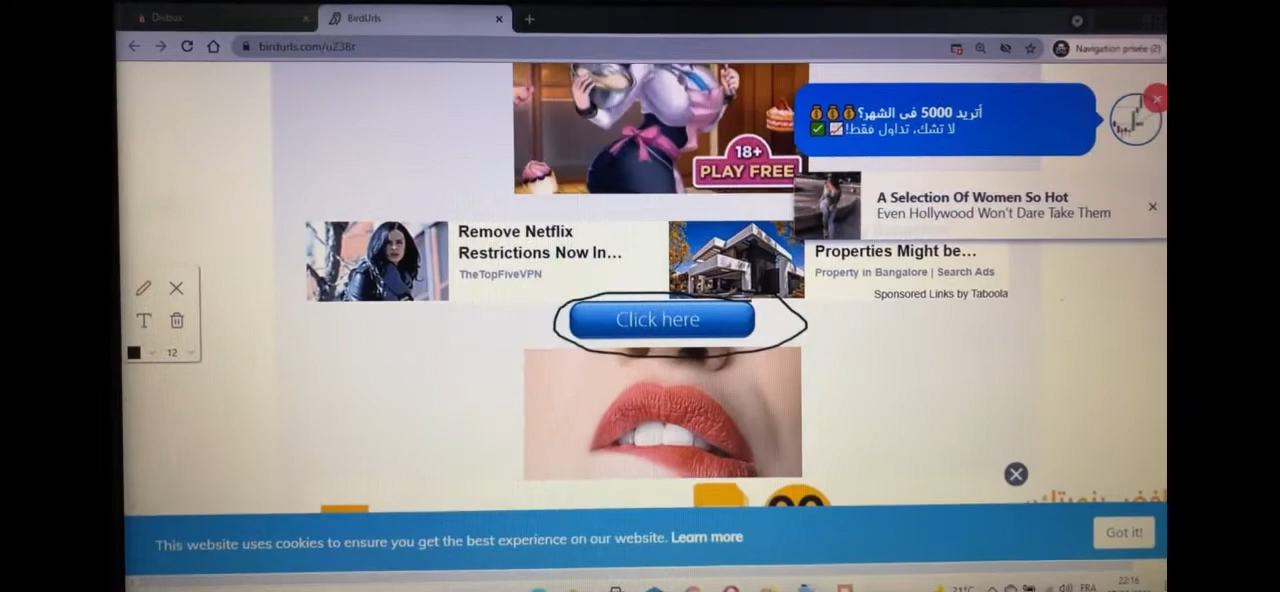 BirdUrls
birdurls.com/uZ38r
Navigation privée (2)
18+
PLAY FREE
أتريد 5000 في الشهر؟
لا تشك، تداول فقط!
A Selection Of Women So Hot
Even Hollywood Won't Dare Take Them
Remove Netflix
Restrictions Now In...
TheTopFiveVPN
Properties Might be...
Property in Bangalore | Search Ads
Sponsored Links by Taboola
T
12
Click here
This website uses cookies to ensure you get the best experience on our website. Learn more
Got it!
21°C
FRA
22:16